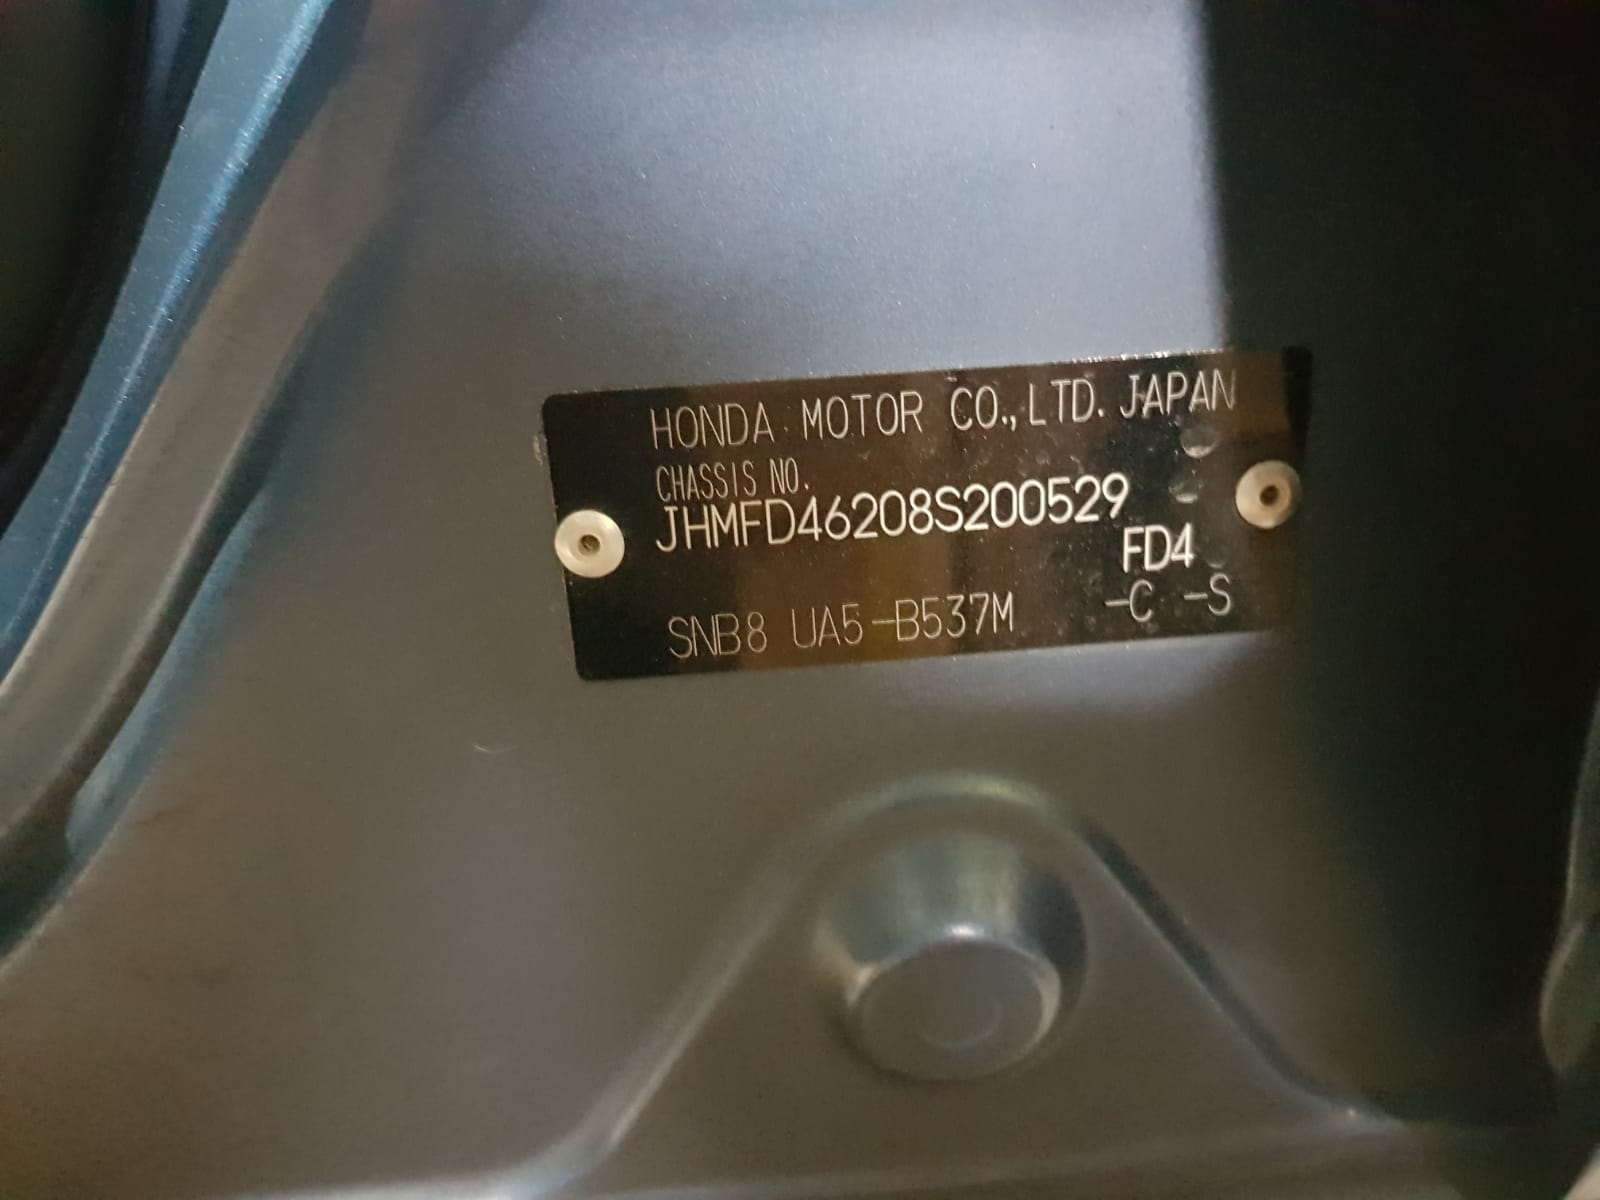 HONDA MOTOR CO., LTD. JAPAN
CHASSIS NO.
JHMFD46208S200529
FD4
SNB8 UA5-B537M -C -S